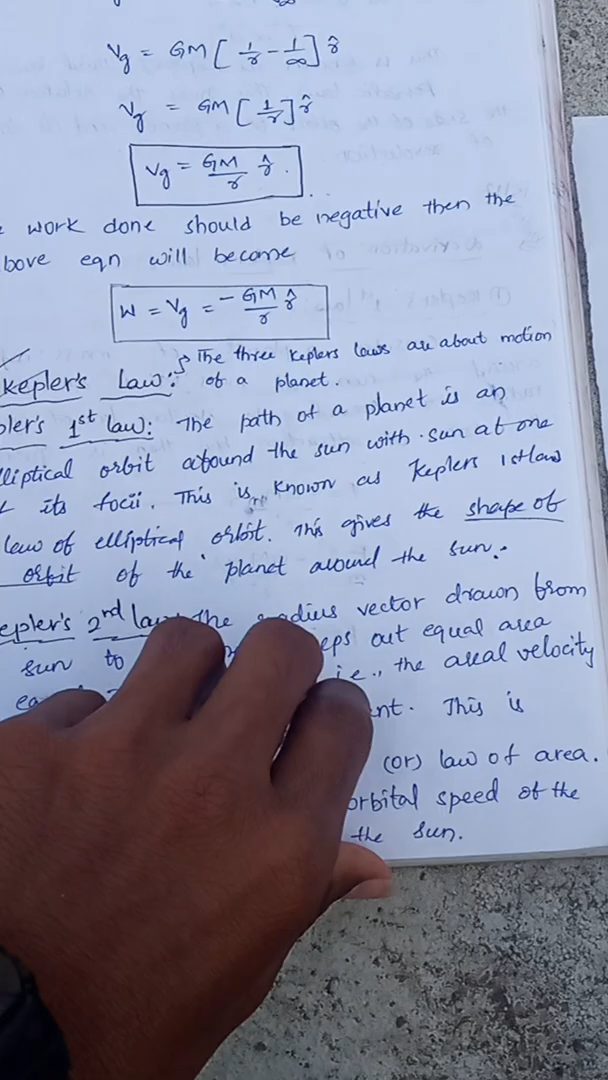 Vg = GM [ 1/r - 1/∞ ] r̂
Vg = GM [ 1/r ] r̂
Vg = GM/r r̂.
work done should be negative then the
bove eqn will become
W = Vg = -GM/r r̂
The three Keplers laws are about motion
Kepler's Law: of a planet.
pler's 1st law: The path of a planet is an
lliptical orbit around the sun with sun at one
its focii. This is known as Keplers 1st law
law of elliptical orbit. This gives the shape of
orbit of the planet around the sun.
epler's 2nd law The radius vector drawn from
sun to eps out equal area
i.e., the areal velocity
nt. This is
(or) law of area.
orbital speed of the
the sun.